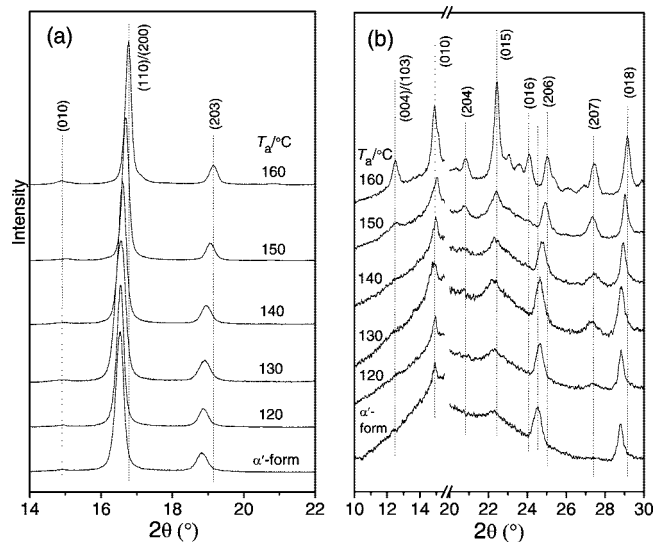 (a)
(010)
(110)/(200)
(203)
Tₐ/°C
160
150
140
130
120
α′-form
Intensity
14 16 18 20 22
2θ (°)
(b)
(004)/(103)
(010)
(204)
(015)
(016)
(206)
(207)
(018)
Tₐ/°C
160
150
140
130
120
α′-
form
10 12 14 15 20 22 24 26 28 30
2θ (°)